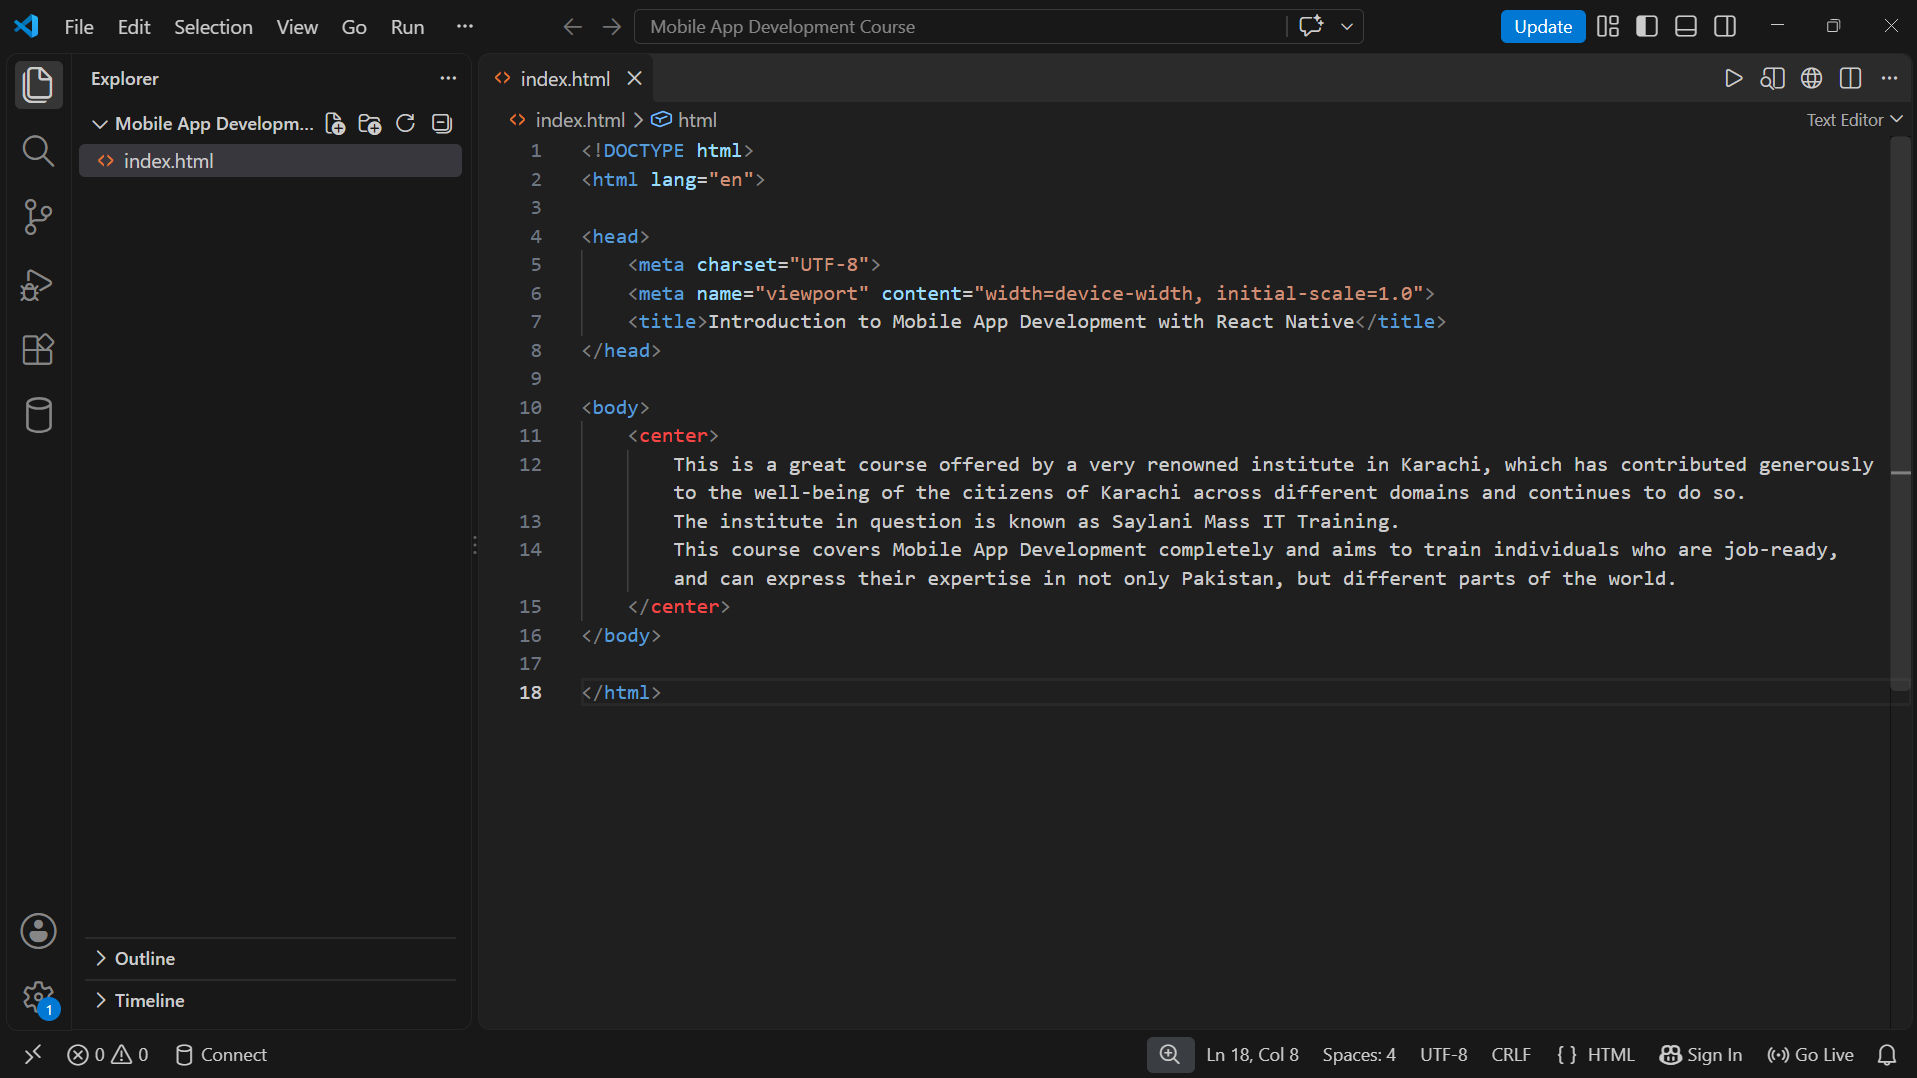 File Edit Selection View Go Run ··· Mobile App Development Course Update
Explorer
Mobile App Developm...
index.html
Outline
Timeline
index.html
index.html > html
Text Editor
1 <!DOCTYPE html>
2 <html lang="en">
3
4 <head>
5 <meta charset="UTF-8">
6 <meta name="viewport" content="width=device-width, initial-scale=1.0">
7 <title>Introduction to Mobile App Development with React Native</title>
8 </head>
9
10 <body>
11 <center>
12 This is a great course offered by a very renowned institute in Karachi, which has contributed generously
to the well-being of the citizens of Karachi across different domains and continues to do so.
13 The institute in question is known as Saylani Mass IT Training.
14 This course covers Mobile App Development completely and aims to train individuals who are job-ready,
and can express their expertise in not only Pakistan, but different parts of the world.
15 </center>
16 </body>
17
18 </html>
1
0 0 Connect Ln 18, Col 8 Spaces: 4 UTF-8 CRLF {} HTML Sign In Go Live